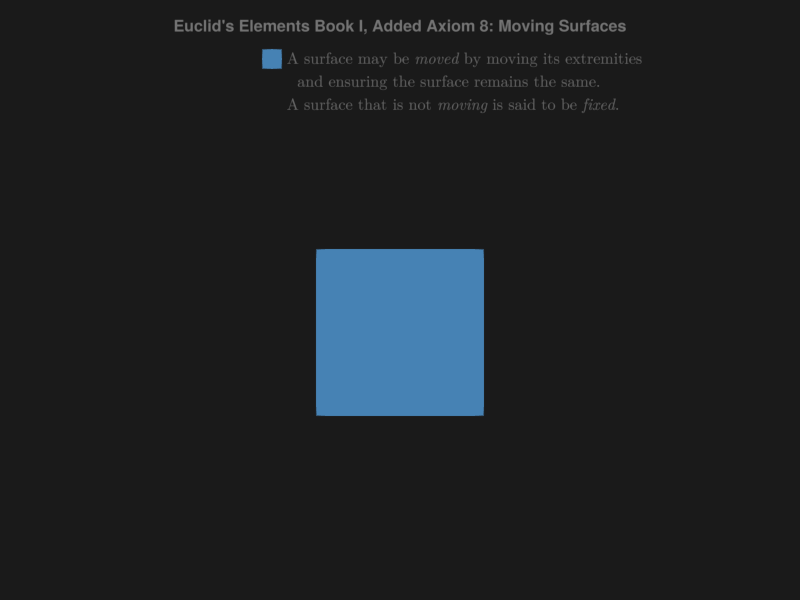 Euclid's Elements Book I, Added Axiom 8: Moving Surfaces
A surface may be moved by moving its extremities
and ensuring the surface remains the same.
A surface that is not moving is said to be fixed.